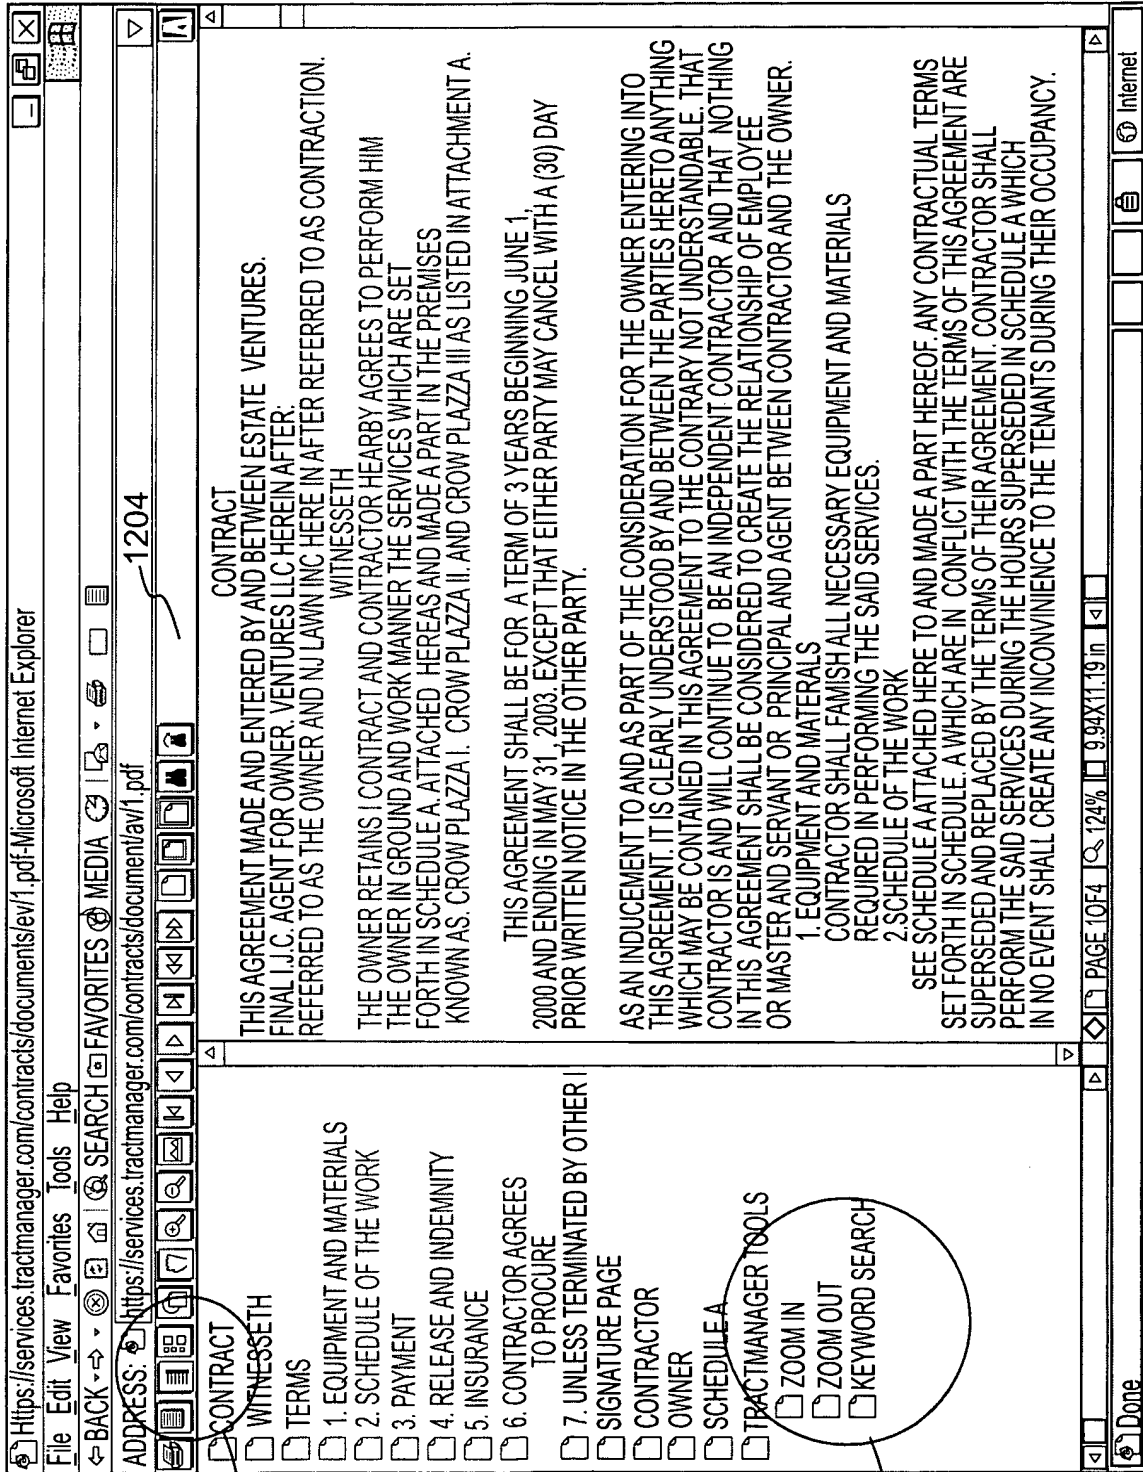 Https://services.tractmanager.com/contracts/documents/ev/1.pdf-Microsoft Internet Explorer
File Edit View Favorites Tools Help
BACK SEARCH FAVORITES MEDIA
ADDRESS: https://services.tractmanager.com/contracts/document/av/1.pdf
1204
CONTRACT
WITNESSETH
TERMS
1. EQUIPMENT AND MATERIALS
2. SCHEDULE OF THE WORK
3. PAYMENT
4. RELEASE AND INDEMNITY
5. INSURANCE
6. CONTRACTOR AGREES
TO PROCURE
7. UNLESS TERMINATED BY OTHER
SIGNATURE PAGE
CONTRACTOR
OWNER
SCHEDULE A
TRACTMANAGER TOOLS
ZOOM IN
ZOOM OUT
KEYWORD SEARCH
CONTRACT
THIS AGREEMENT MADE AND ENTERED BY AND BETWEEN ESTATE VENTURES.
FINAL I.J.C. AGENT FOR OWNER. VENTURES LLC HEREIN AFTER.
REFERRED TO AS THE OWNER AND NJ LAWN INC HERE IN AFTER REFERRED TO AS CONTRACTION.
WITNESSETH
THE OWNER RETAINS I CONTRACT AND CONTRACTOR HEARBY AGREES TO PERFORM HIM
THE OWNER IN GROUND AND WORK MANNER THE SERVICES WHICH ARE SET
FORTH IN SCHEDULE A. ATTACHED HEREAS AND MADE A PART IN THE PREMISES
KNOWN AS. CROW PLAZZA I. CROW PLAZZA II. AND CROW PLAZZA III AS LISTED IN ATTACHMENT A.
THIS AGREEMENT SHALL BE FOR A TERM OF 3 YEARS BEGINNING JUNE 1,
2000 AND ENDING IN MAY 31, 2003. EXCEPT THAT EITHER PARTY MAY CANCEL WITH A (30) DAY
PRIOR WRITTEN NOTICE IN THE OTHER PARTY.
AS AN INDUCEMENT TO AND AS PART OF THE CONSIDERATION FOR THE OWNER ENTERING INTO
THIS AGREEMENT. IT IS CLEARLY UNDERSTOOD BY AND BETWEEN THE PARTIES HERETO ANYTHING
WHICH MAY BE CONTAINED IN THIS AGREEMENT TO THE CONTRARY NOT UNDERSTANDABLE. THAT
CONTRACTOR IS AND WILL CONTINUE TO BE AN INDEPENDENT CONTRACTOR AND THAT NOTHING
IN THIS AGREEMENT SHALL BE CONSIDERED TO CREATE THE RELATIONSHIP OF EMPLOYEE
OR MASTER AND SERVANT OR PRINCIPAL AND AGENT BETWEEN CONTRACTOR AND THE OWNER.
1. EQUIPMENT AND MATERALS
CONTRACTOR SHALL FAMISH ALL NECESSARY EQUIPMENT AND MATERIALS
REQUIRED IN PERFORMING THE SAID SERVICES.
2.SCHEDULE OF THE WORK
SEE SCHEDULE A ATTACHED HERE TO AND MADE A PART HEREOF. ANY CONTRACTUAL TERMS
SET FORTH IN SCHEDULE. A WHICH ARE IN CONFLICT WITH THE TERMS OF THIS AGREEMENT ARE
SUPERSEDED AND REPLACED BY THE TERMS OF THEIR AGREEMENT. CONTRACTOR SHALL
PERFORM THE SAID SERVICES DURING THE HOURS SUPERSEDED IN SCHEDULE A WHICH
IN NO EVENT SHALL CREATE ANY INCONVINIENCE TO THE TENANTS DURING THEIR OCCUPANCY.
PAGE 1OF4 124% 9.94X11.19 in
Done Internet